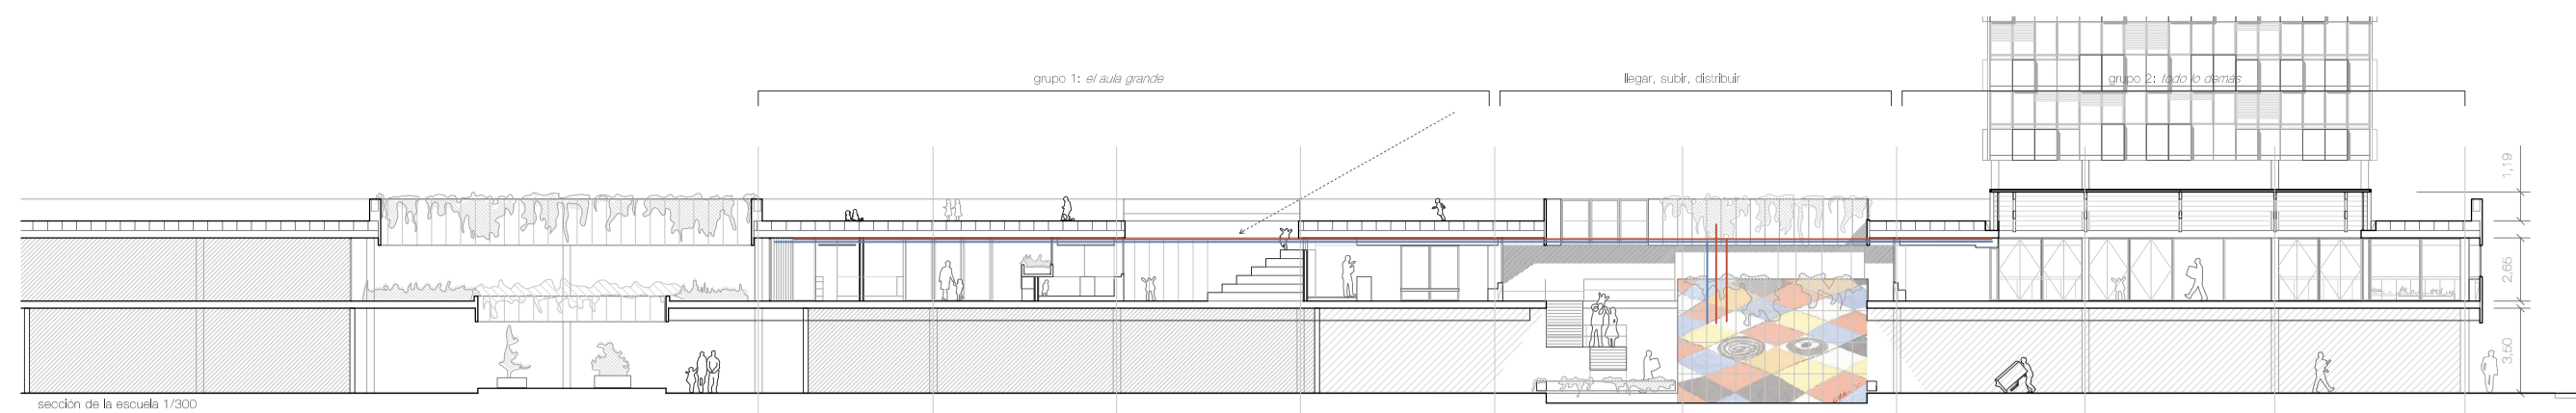 grupo 1: el aula grande
llegar, subir, distribuir
grupo 2: todo lo demás
1,19
2,65
3,50
sección de la escuela 1/300